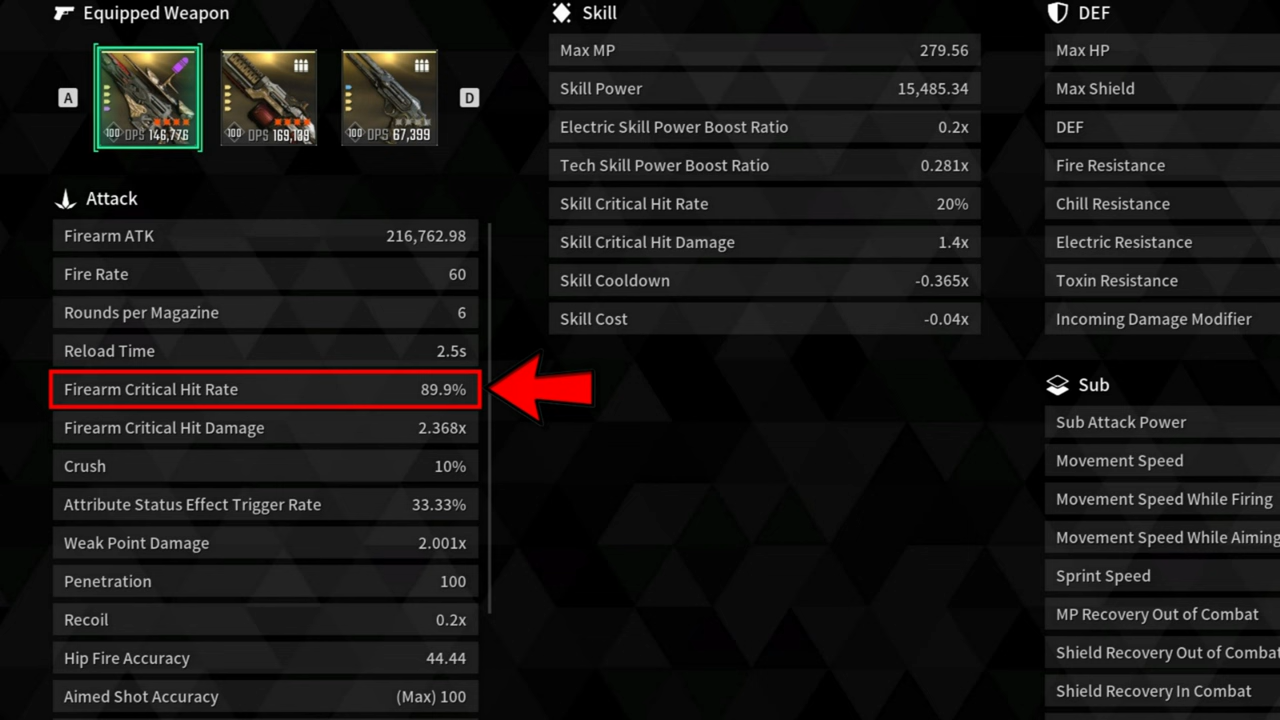 Equipped Weapon
A
100 DPS 146,776
100 DPS 169,109
100 DPS 67,399
D
Attack
Firearm ATK 216,762.98
Fire Rate 60
Rounds per Magazine 6
Reload Time 2.5s
Firearm Critical Hit Rate 89.9%
Firearm Critical Hit Damage 2.368x
Crush 10%
Attribute Status Effect Trigger Rate 33.33%
Weak Point Damage 2.001x
Penetration 100
Recoil 0.2x
Hip Fire Accuracy 44.44
Aimed Shot Accuracy (Max) 100
Skill
Max MP 279.56
Skill Power 15,485.34
Electric Skill Power Boost Ratio 0.2x
Tech Skill Power Boost Ratio 0.281x
Skill Critical Hit Rate 20%
Skill Critical Hit Damage 1.4x
Skill Cooldown -0.365x
Skill Cost -0.04x
DEF
Max HP
Max Shield
DEF
Fire Resistance
Chill Resistance
Electric Resistance
Toxin Resistance
Incoming Damage Modifier
Sub
Sub Attack Power
Movement Speed
Movement Speed While Firing
Movement Speed While Aiming
Sprint Speed
MP Recovery Out of Combat
Shield Recovery Out of Combat
Shield Recovery In Combat